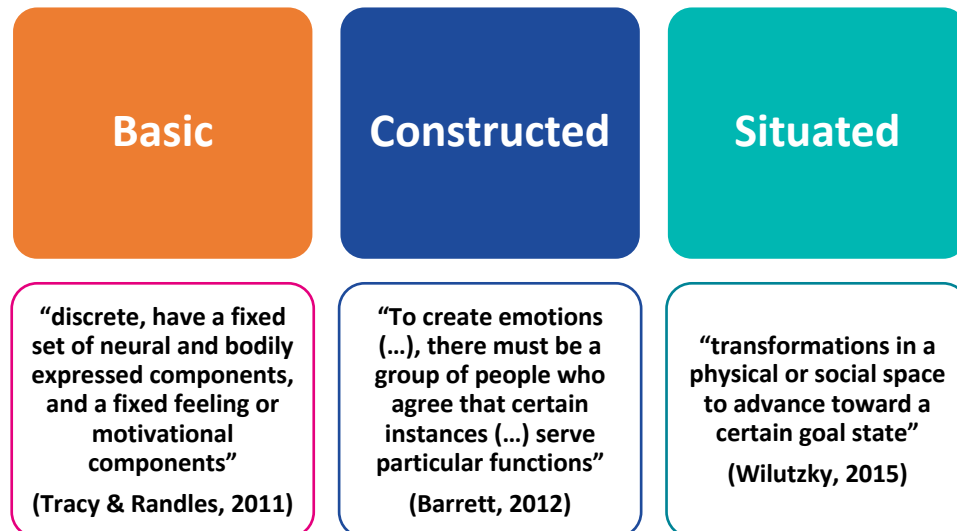 Basic
Constructed
Situated
“discrete, have a fixed
set of neural and bodily
expressed components,
and a fixed feeling or
motivational
components”
(Tracy & Randles, 2011)
“To create emotions
(...), there must be a
group of people who
agree that certain
instances (...) serve
particular functions”
(Barrett, 2012)
“transformations in a
physical or social space
to advance toward a
certain goal state”
(Wilutzky, 2015)